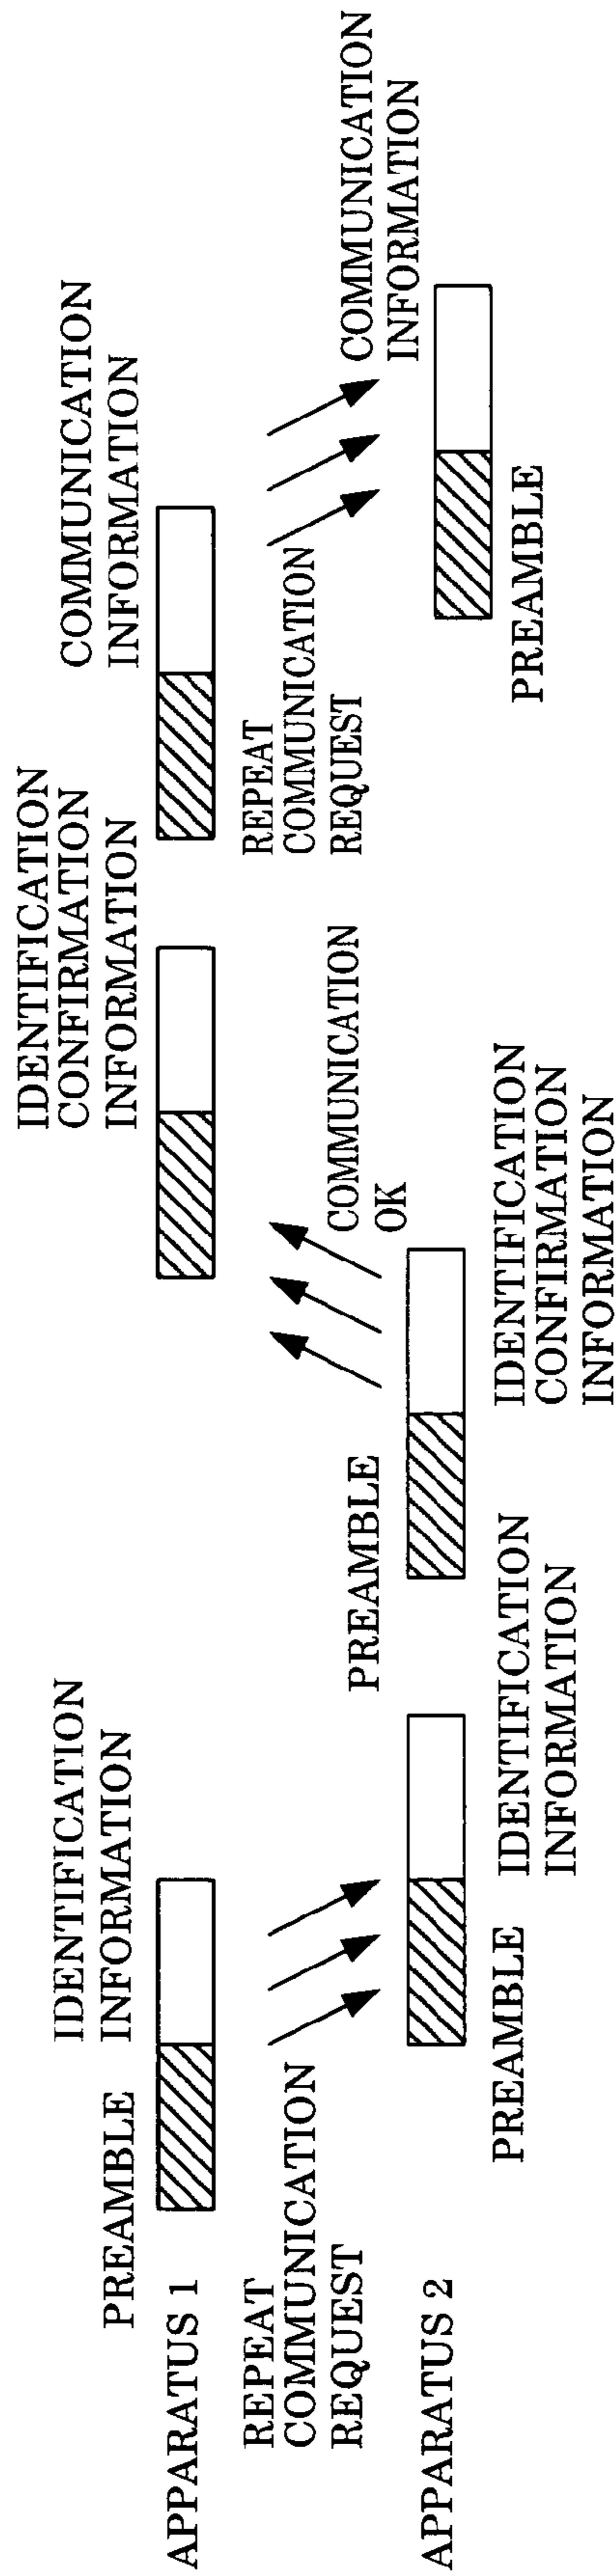 PREAMBLE
IDENTIFICATION
INFORMATION
IDENTIFICATION
CONFIRMATION
INFORMATION
COMMUNICATION
INFORMATION
APPARATUS 1
REPEAT
COMMUNICATION
REQUEST
PREAMBLE
COMMUNICATION
OK
REPEAT
COMMUNICATION
REQUEST
COMMUNICATION
INFORMATION
APPARATUS 2
PREAMBLE
IDENTIFICATION
INFORMATION
IDENTIFICATION
CONFIRMATION
INFORMATION
PREAMBLE